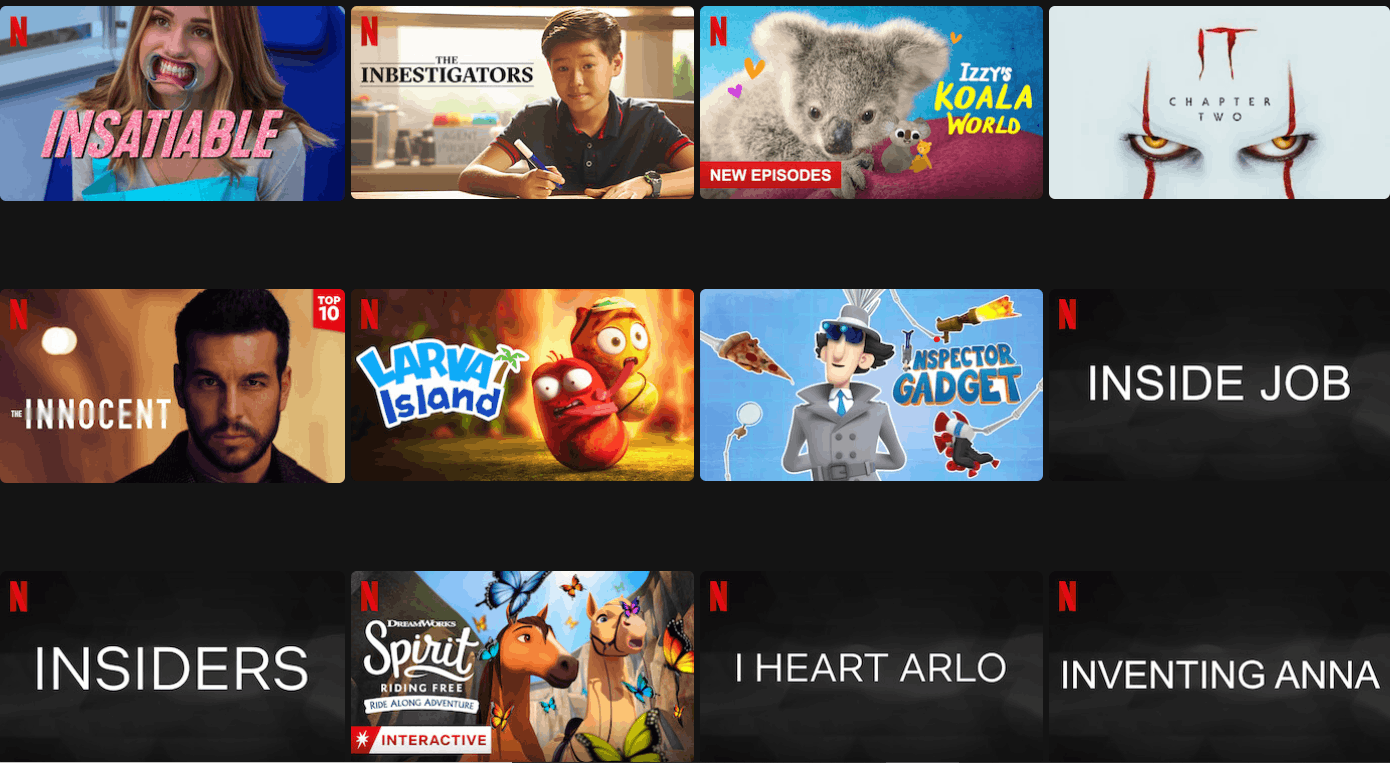 N
INSATIABLE
N
THE
INBESTIGATORS
N
IZZY'S
KOALA
WORLD
NEW EPISODES
IT
CHAPTER
TWO
N
TOP
10
THE INNOCENT
N
LARVA
Island
INSPECTOR
GADGET
N
INSIDE JOB
N
INSIDERS
N
DREAMWORKS
Spirit
RIDING FREE
RIDE ALONG ADVENTURE
INTERACTIVE
N
I HEART ARLO
N
INVENTING ANNA